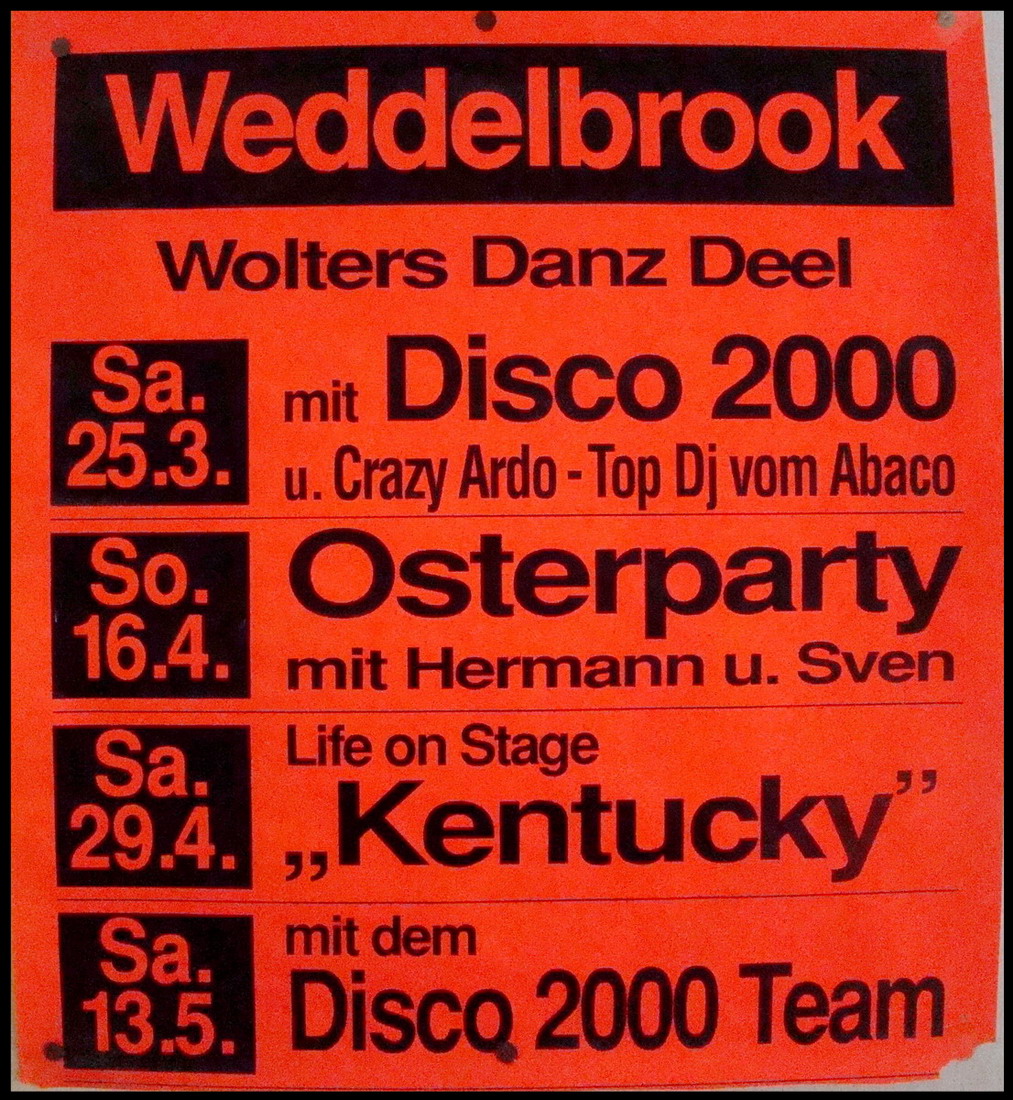 Weddelbrook
Wolters Danz Deel
Sa.
25.3.
mit Disco 2000
u. Crazy Ardo - Top Dj vom Abaco
So.
16.4.
Osterparty
mit Hermann u. Sven
Sa.
29.4.
Life on Stage
„Kentucky”
Sa.
13.5.
mit dem
Disco 2000 Team